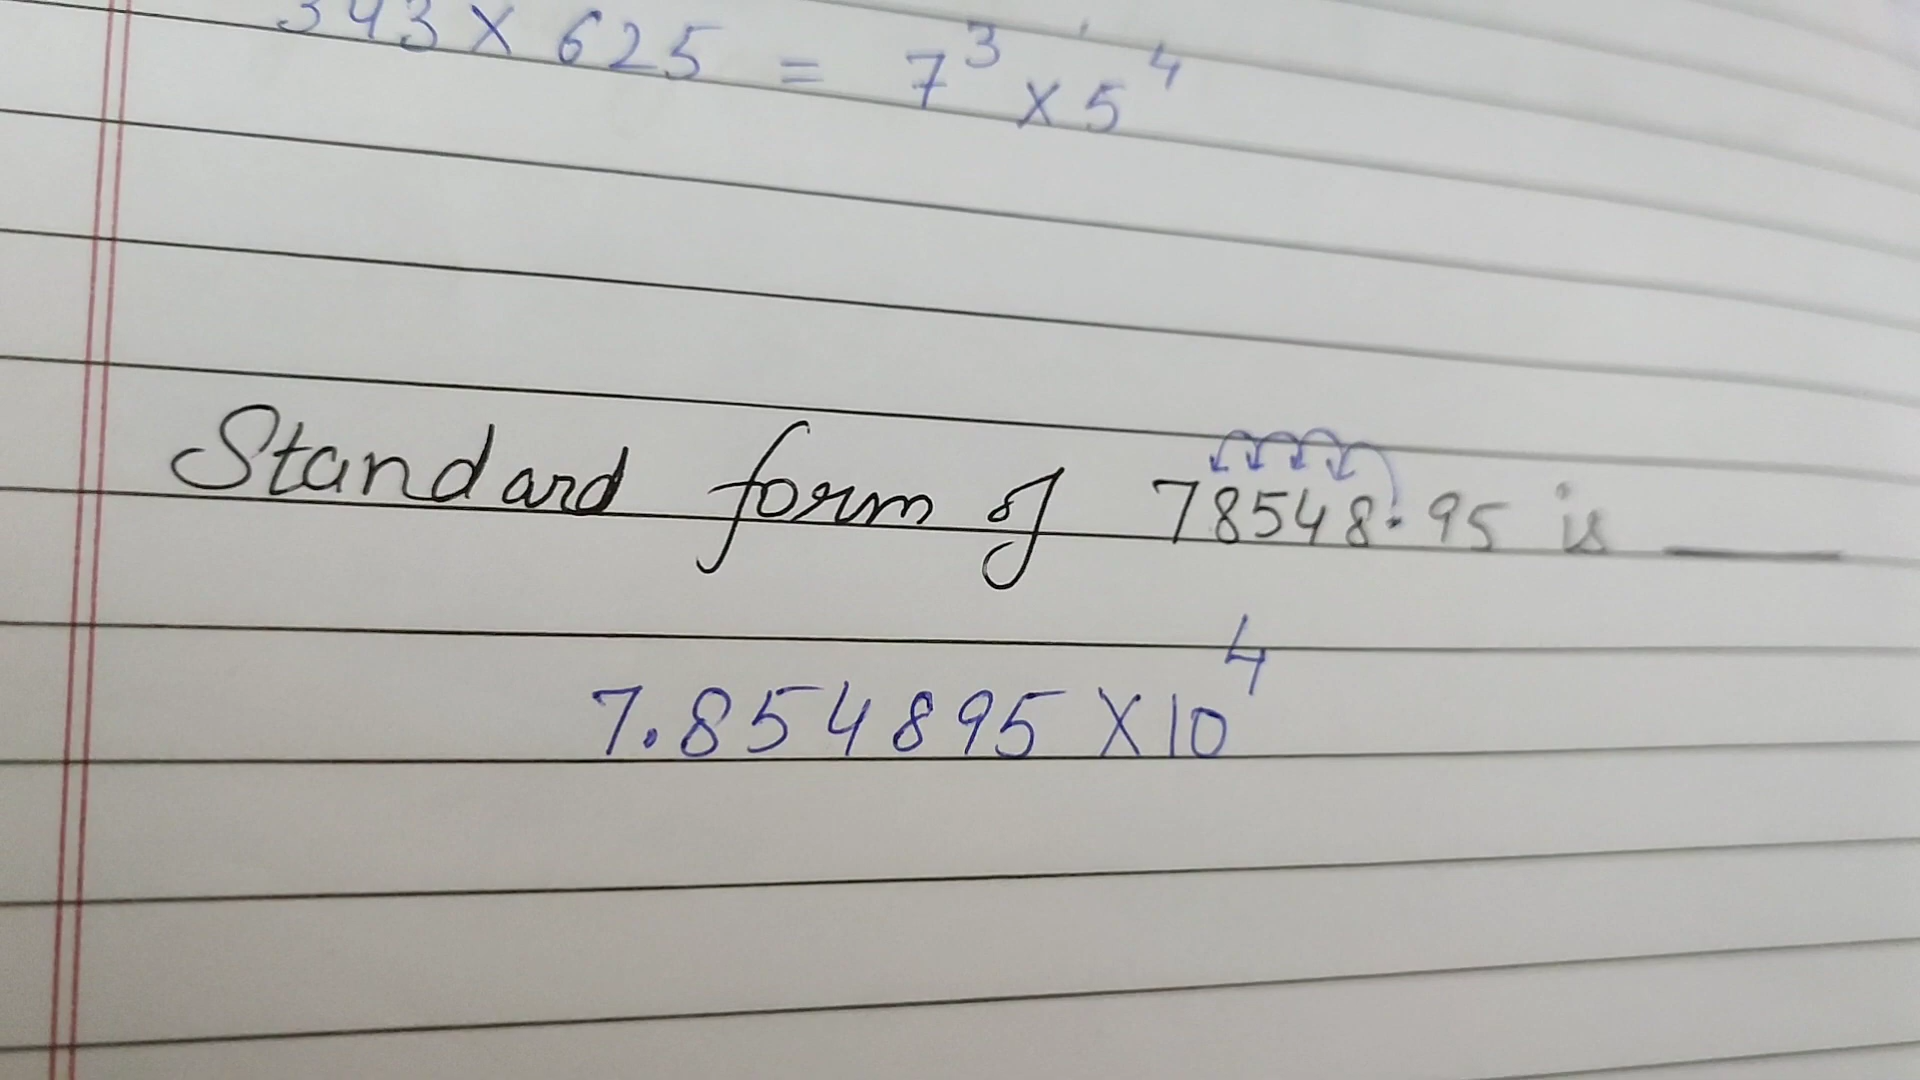 343 × 625 = 7³ × 5⁴
Standard form of 78548.95 is ____
7.854895 × 10⁴